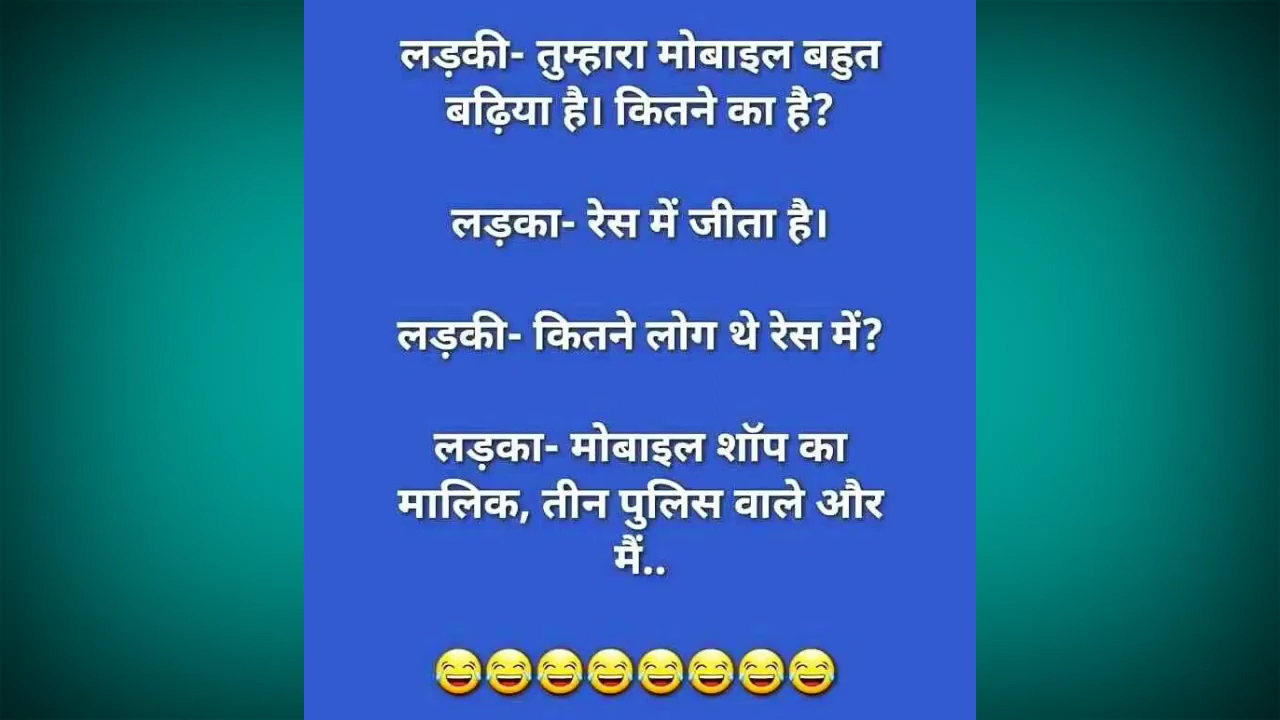 लड़की- तुम्हारा मोबाइल बहुत
बढ़िया है। कितने का है?
लड़का- रेस में जीता है।
लड़की- कितने लोग थे रेस में?
लड़का- मोबाइल शॉप का
मालिक, तीन पुलिस वाले और
मैं..
😂😂😂😂😂😂😂😂